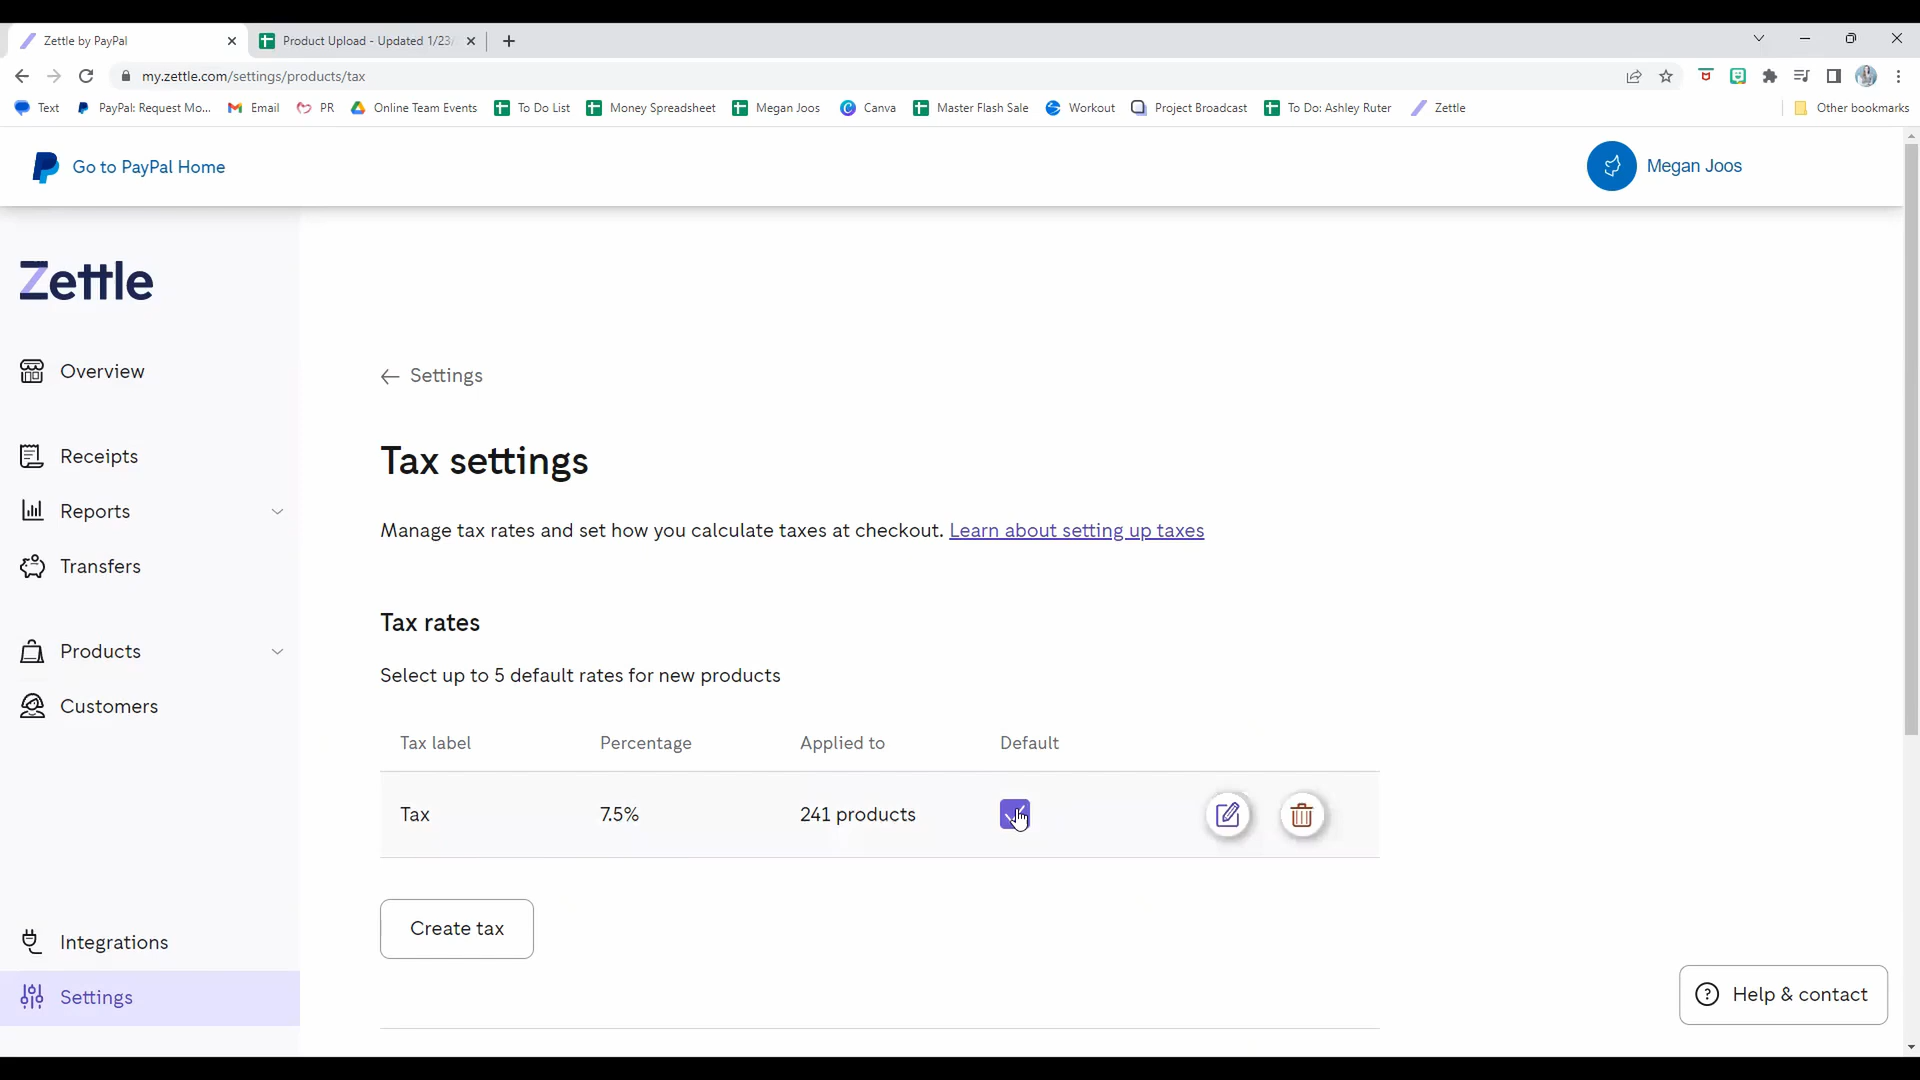 Zettle by PayPal
Product Upload - Updated 1/23/
my.zettle.com/settings/products/tax
Text PayPal: Request Mo... Email PR Online Team Events To Do List Money Spreadsheet Megan Joos Canva Master Flash Sale Workout Project Broadcast To Do: Ashley Ruter Zettle Other bookmarks
Go to PayPal Home
Megan Joos
Zettle
Overview
Receipts
Reports
Transfers
Products
Customers
Integrations
Settings
Settings
Tax settings
Manage tax rates and set how you calculate taxes at checkout. Learn about setting up taxes
Tax rates
Select up to 5 default rates for new products
Tax label Percentage Applied to Default
Tax 7.5% 241 products
Create tax
Help & contact